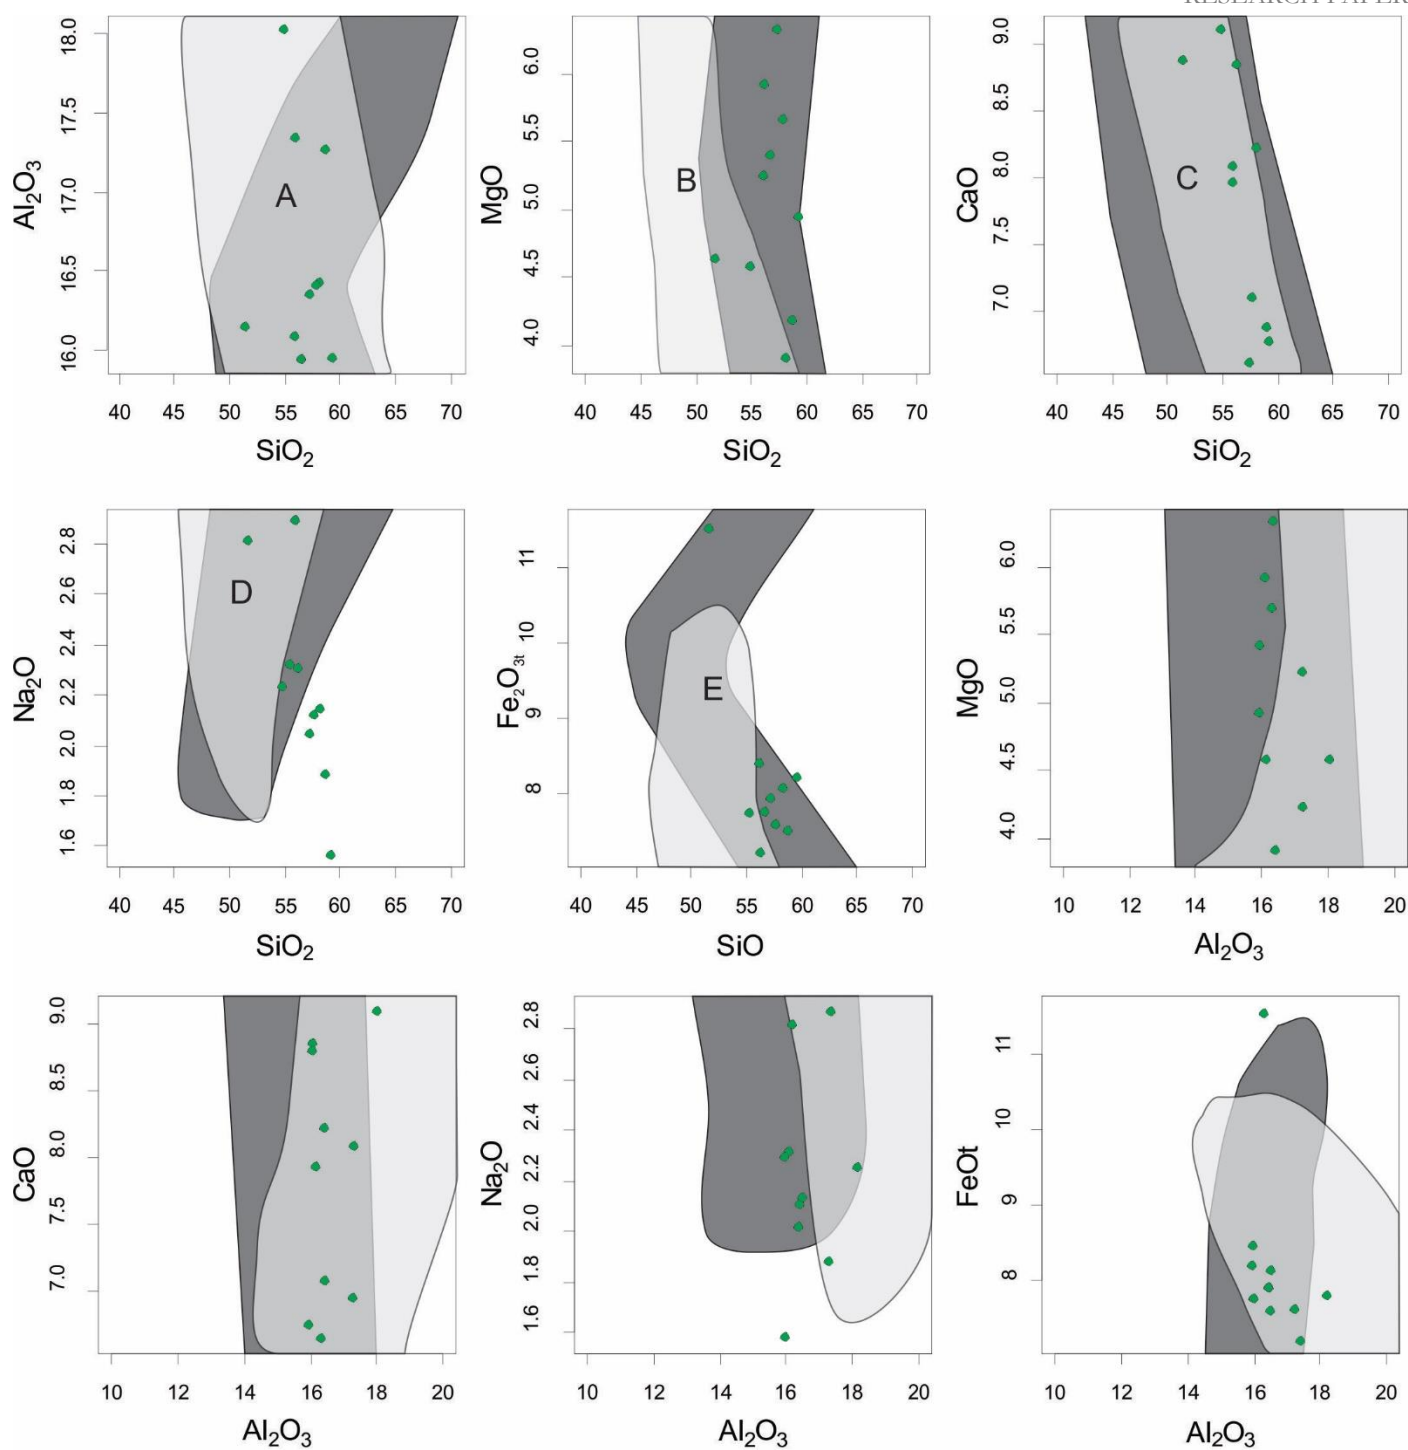 RESEARCH PAPER
18.0
17.5
17.0
16.5
16.0
Al₂O₃
A
40 45 50 55 60 65 70
SiO₂
6.0
5.5
5.0
4.5
4.0
MgO
B
40 45 50 55 60 65 70
SiO₂
9.0
8.5
8.0
7.5
7.0
CaO
C
40 45 50 55 60 65 70
SiO₂
2.8
2.6
2.4
2.2
2.0
1.8
1.6
Na₂O
D
40 45 50 55 60 65 70
SiO₂
11
10
9
8
Fe₂O₃t
E
40 45 50 55 60 65 70
SiO
6.0
5.5
5.0
4.5
4.0
MgO
10 12 14 16 18 20
Al₂O₃
9.0
8.5
8.0
7.5
7.0
CaO
10 12 14 16 18 20
Al₂O₃
2.8
2.6
2.4
2.2
2.0
1.8
1.6
Na₂O
10 12 14 16 18 20
Al₂O₃
11
10
9
8
FeOt
10 12 14 16 18 20
Al₂O₃